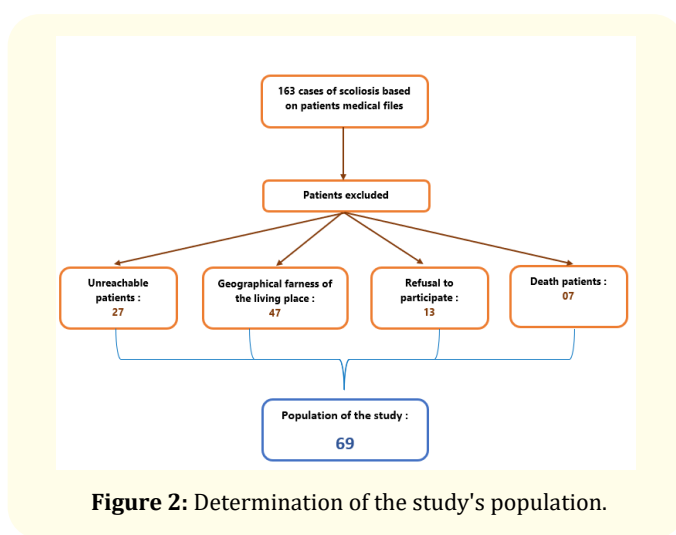 163 cases of scoliosis based
on patients medical files
Patients excluded
Unreachable
patients :
27
Geographical farness of
the living place :
47
Refusal to
participate :
13
Death patients :
07
Population of the study :
69
Figure 2: Determination of the study's population.